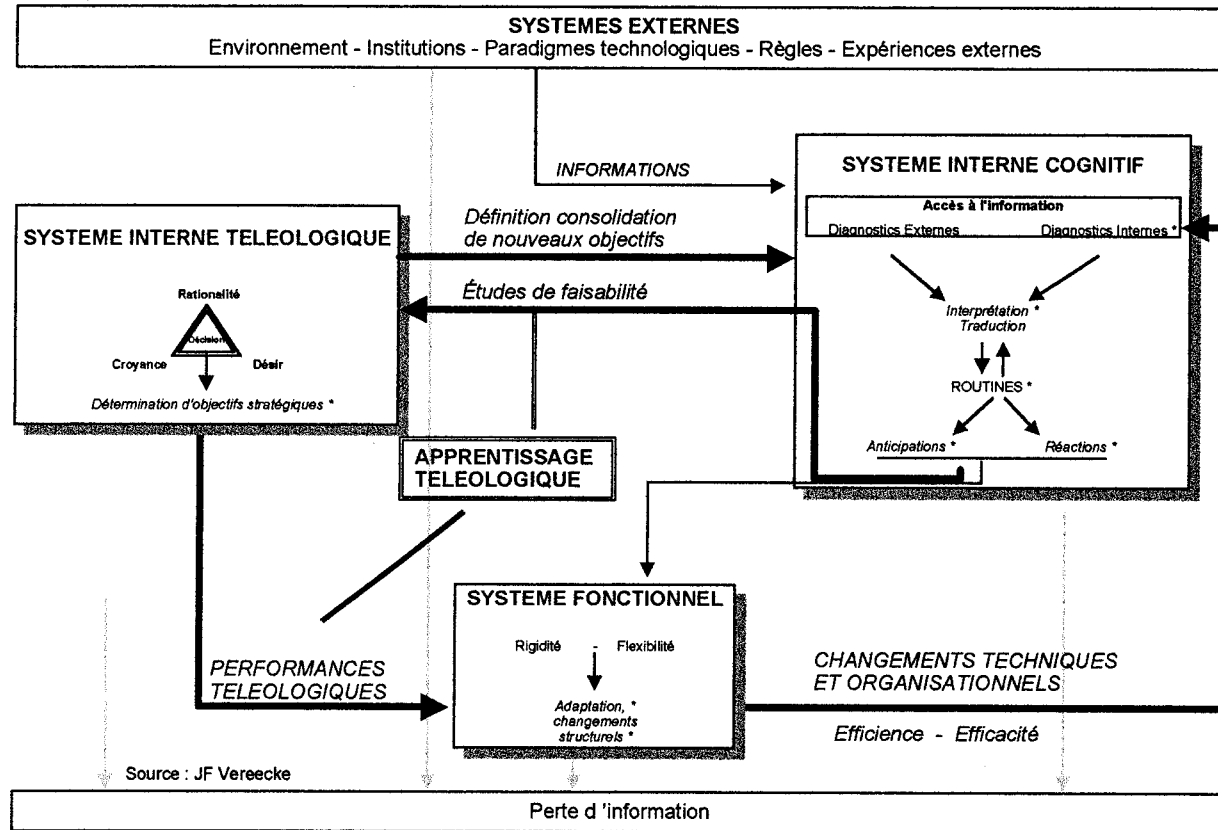 SYSTEMES EXTERNES
Environnement - Institutions - Paradigmes technologiques - Règles - Expériences externes
INFORMATIONS
SYSTEME INTERNE COGNITIF
Accès à l'information
Diagnostics Externes
Diagnostics Internes *
Interprétation *
Traduction
ROUTINES *
Anticipations *
Réactions *
SYSTEME INTERNE TELEOLOGIQUE
Rationalité
Décision
Croyance
Désir
Détermination d'objectifs stratégiques *
Définition consolidation
de nouveaux objectifs
Études de faisabilité
APPRENTISSAGE
TELEOLOGIQUE
SYSTEME FONCTIONNEL
Rigidité - Flexibilité
Adaptation, *
changements
structurels *
PERFORMANCES
TELEOLOGIQUES
CHANGEMENTS TECHNIQUES
ET ORGANISATIONNELS
Efficience - Efficacité
Source : JF Vereecke
Perte d 'information